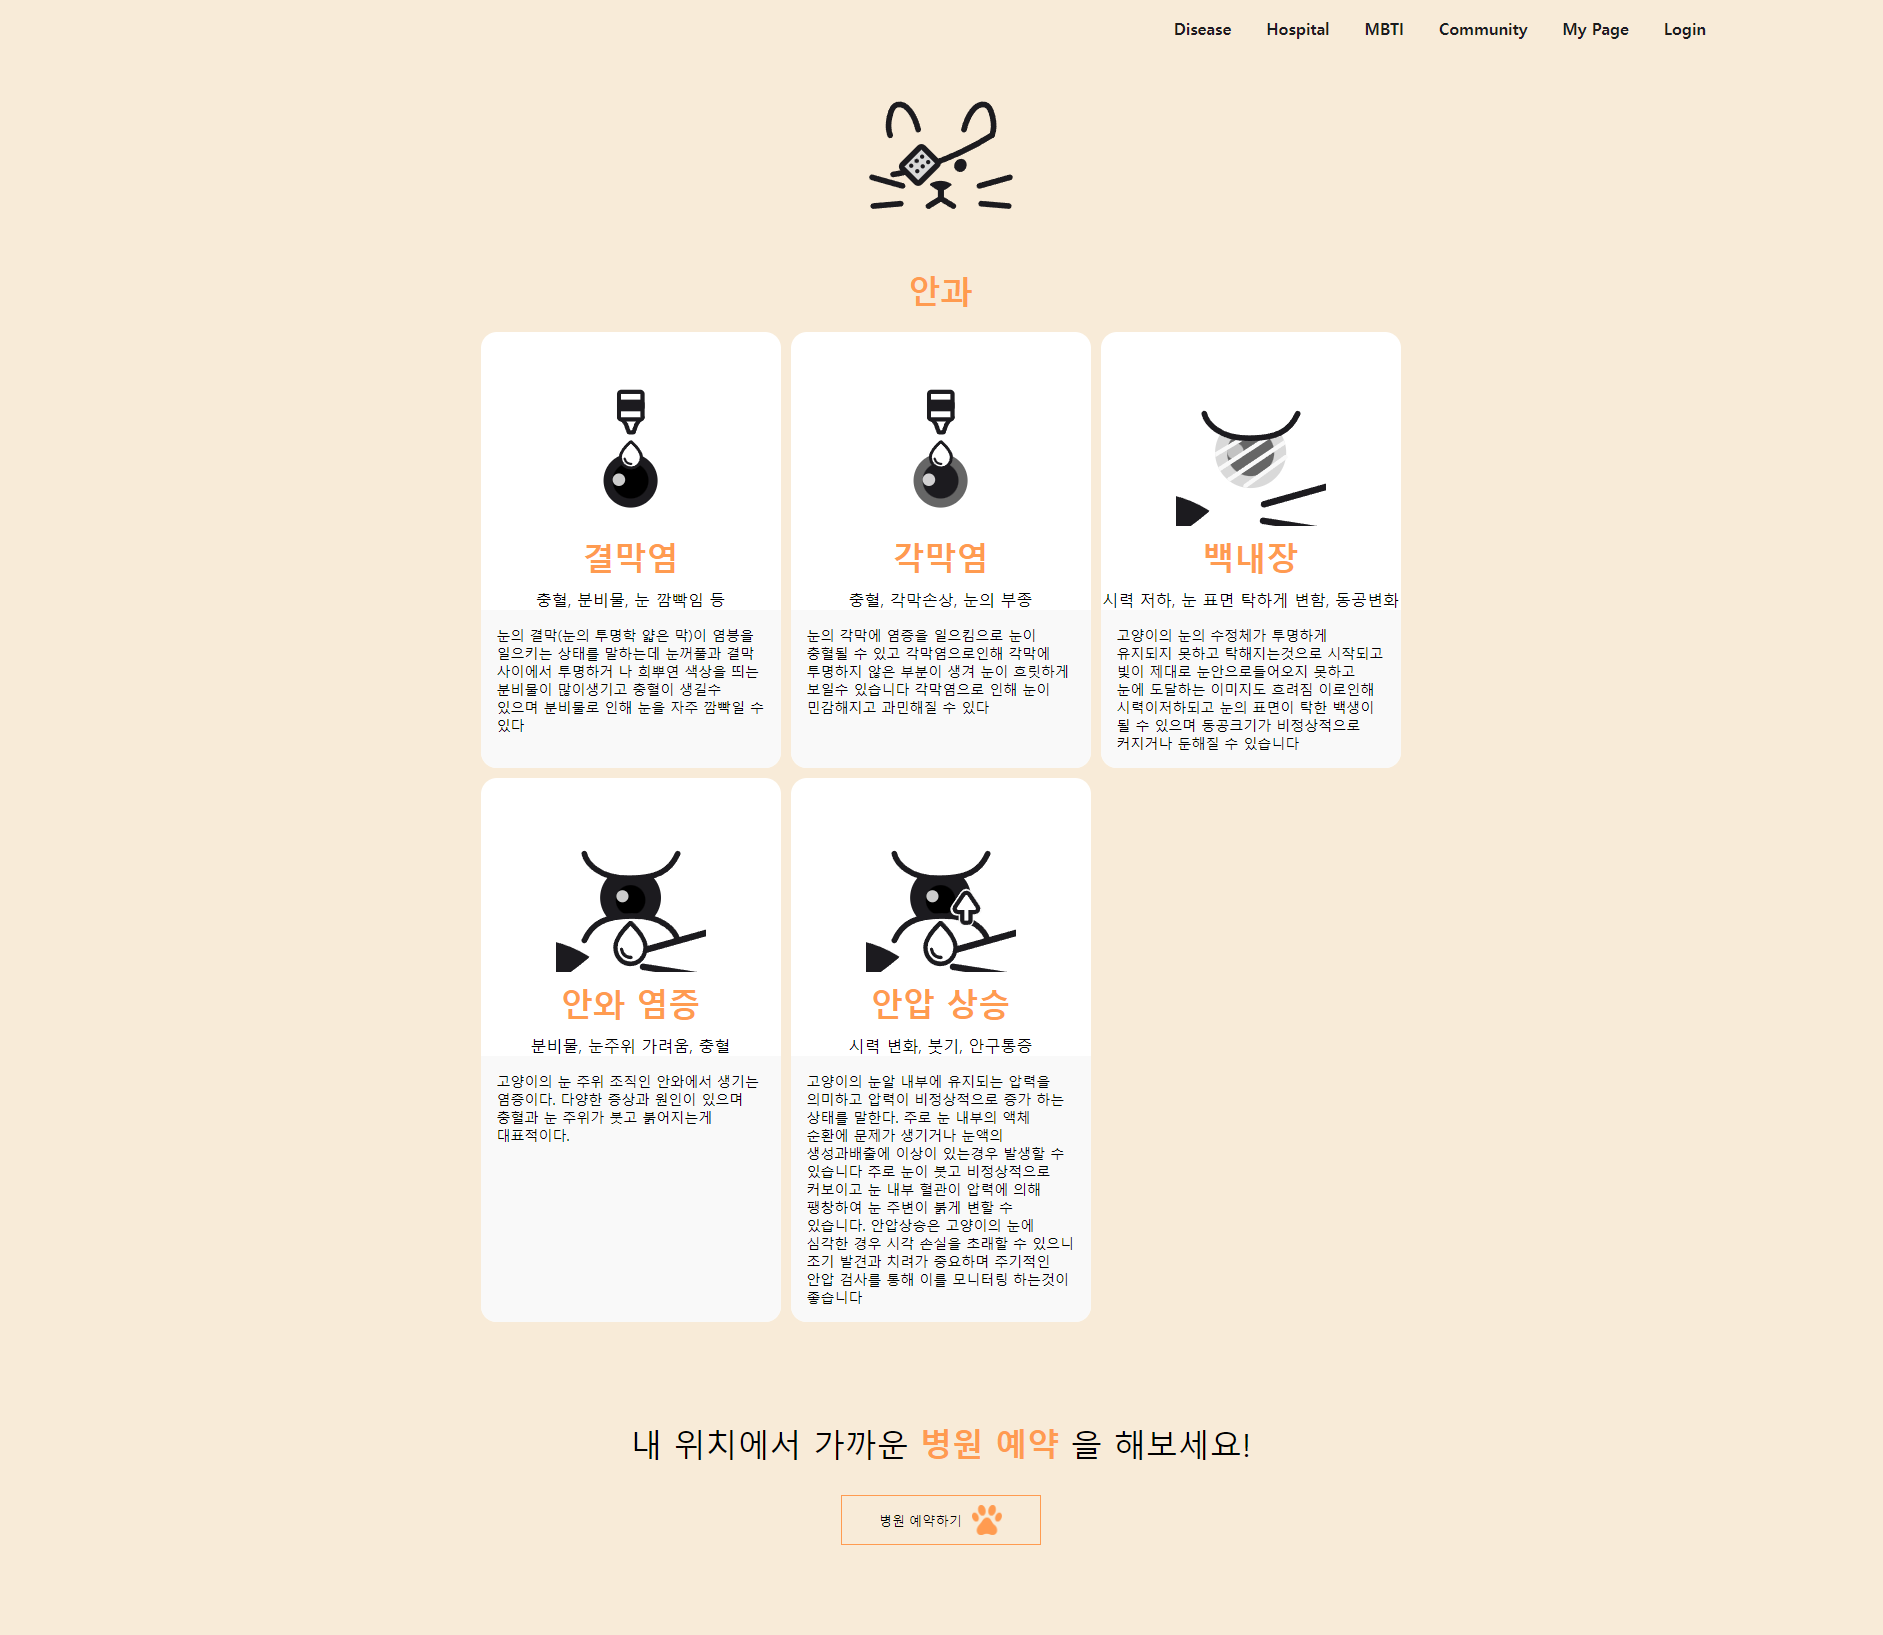 Disease Hospital MBTI Community My Page Login
안과
결막염
충혈, 분비물, 눈 깜빡임 등
눈의 결막(눈의 투명학 얇은 막)이 염붕을
일으키는 상태를 말하는데 눈꺼풀과 결막
사이에서 투명하거 나 희뿌연 색상을 띄는
분비물이 많이생기고 충혈이 생길수
있으며 분비물로 인해 눈을 자주 깜빡일 수
있다
각막염
충혈, 각막손상, 눈의 부종
눈의 각막에 염증을 일으킴으로 눈이
충혈될 수 있고 각막염으로인해 각막에
투명하지 않은 부분이 생겨 눈이 흐릿하게
보일수 있습니다 각막염으로 인해 눈이
민감해지고 과민해질 수 있다
백내장
시력 저하, 눈 표면 탁하게 변함, 동공변화
고양이의 눈의 수정체가 투명하게
유지되지 못하고 탁해지는것으로 시작되고
빛이 제대로 눈안으로들어오지 못하고
눈에 도달하는 이미지도 흐려짐 이로인해
시력이저하되고 눈의 표면이 탁한 백생이
될 수 있으며 동공크기가 비정상적으로
커지거나 둔해질 수 있습니다
안와 염증
분비물, 눈주위 가려움, 충혈
고양이의 눈 주위 조직인 안와에서 생기는
염증이다. 다양한 증상과 원인이 있으며
충혈과 눈 주위가 붓고 붉어지는게
대표적이다.
안압 상승
시력 변화, 붓기, 안구통증
고양이의 눈알 내부에 유지되는 압력을
의미하고 압력이 비정상적으로 증가 하는
상태를 말한다. 주로 눈 내부의 액체
순환에 문제가 생기거나 눈액의
생성과배출에 이상이 있는경우 발생할 수
있습니다 주로 눈이 붓고 비정상적으로
커보이고 눈 내부 혈관이 압력에 의해
팽창하여 눈 주변이 붉게 변할 수
있습니다. 안압상승은 고양이의 눈에
심각한 경우 시각 손실을 초래할 수 있으니
조기 발견과 치려가 중요하며 주기적인
안압 검사를 통해 이를 모니터링 하는것이
좋습니다
내 위치에서 가까운 병원 예약 을 해보세요!
병원 예약하기